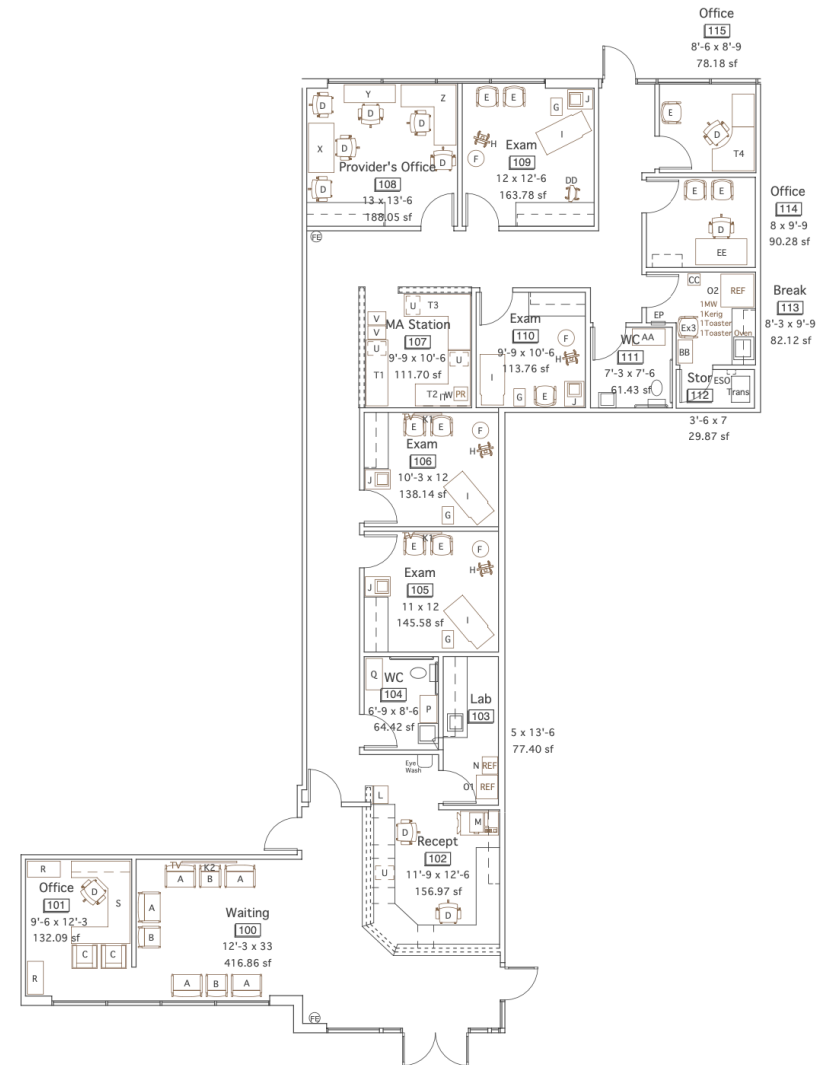 Office
115
8'-6 x 8'-9
78.18 sf
Y
Z
D
D
D
X
D
D
D
Provider's Office
108
13 x 13'-6
188.05 sf
FE
E
E
G
J
H
I
F
Exam
109
12 x 12'-6
163.78 sf
DD
E
D
T4
E
E
D
EE
Office
114
8 x 9'-9
90.28 sf
CC
O2
REF
1MW
1Kerig
1Toaster
1Toaster Oven
EP
Ex3
BB
Break
113
8'-3 x 9'-9
82.12 sf
U
T3
V
V
MA Station
107
9'-9 x 10'-6
111.70 sf
U
U
T1
T2
W
PR
Exam
110
9'-9 x 10'-6
113.76 sf
F
H
I
G
E
J
AA
WC
111
7'-3 x 7'-6
61.43 sf
Stor
112
ESO
Trans
3'-6 x 7
29.87 sf
TV
K1
E
E
F
H
Exam
106
10'-3 x 12
138.14 sf
J
I
G
TV
K1
E
E
F
H
Exam
105
11 x 12
145.58 sf
J
I
G
Q
WC
104
6'-9 x 8'-6
64.42 sf
P
Lab
103
5 x 13'-6
77.40 sf
Eye
Wash
N
REF
O1
REF
L
M
D
Recept
102
11'-9 x 12'-6
156.97 sf
U
D
R
Office
101
9'-6 x 12'-3
132.09 sf
D
S
C
C
R
TV
K2
A
B
A
A
B
Waiting
100
12'-3 x 33
416.86 sf
A
B
A
FE